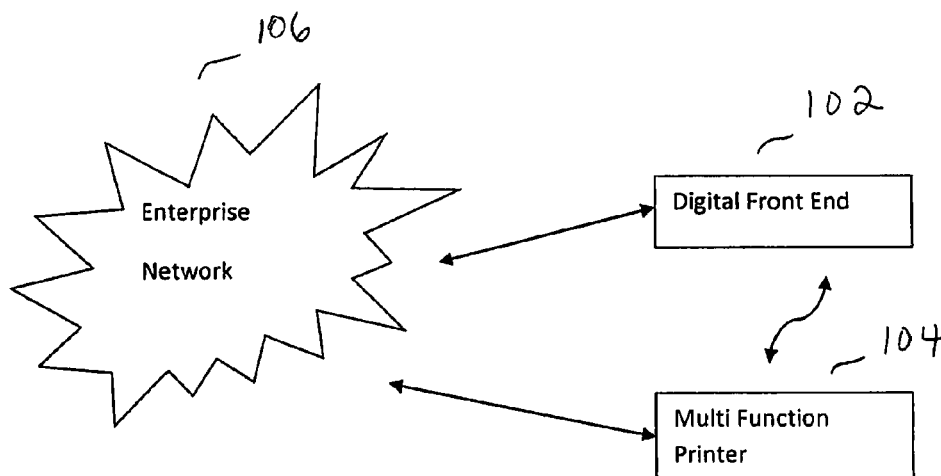 106
102
Digital Front End
Enterprise
Network
104
Multi Function
Printer